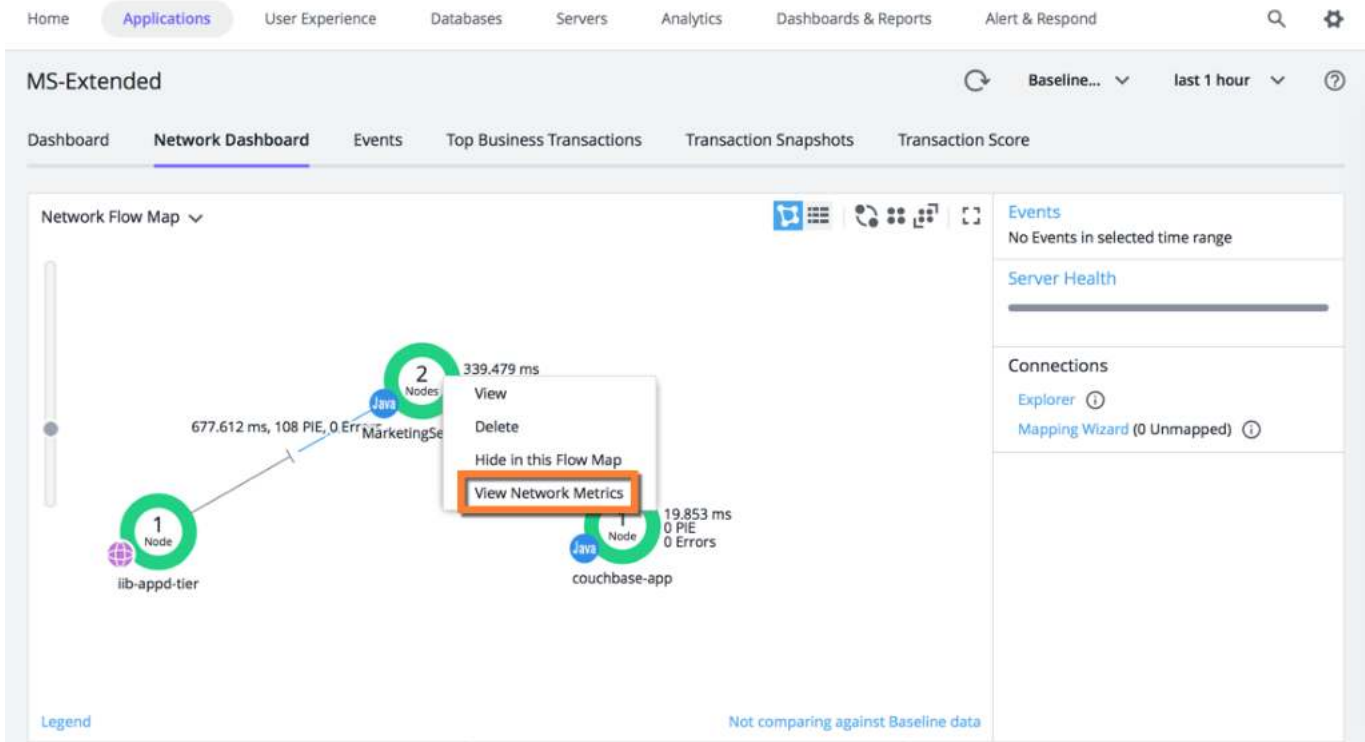 Home Applications User Experience Databases Servers Analytics Dashboards & Reports Alert & Respond
MS-Extended Baseline... last 1 hour
Dashboard Network Dashboard Events Top Business Transactions Transaction Snapshots Transaction Score
Network Flow Map
Events
No Events in selected time range
Server Health
Connections
Explorer
Mapping Wizard (0 Unmapped)
2
Nodes
Java
339.479 ms
677.612 ms, 108 PIE, 0 Errors
MarketingSe
View
Delete
Hide in this Flow Map
View Network Metrics
1
Node
lib-appd-tier
1
Node
Java
19.853 ms
0 PIE
0 Errors
couchbase-app
Legend
Not comparing against Baseline data